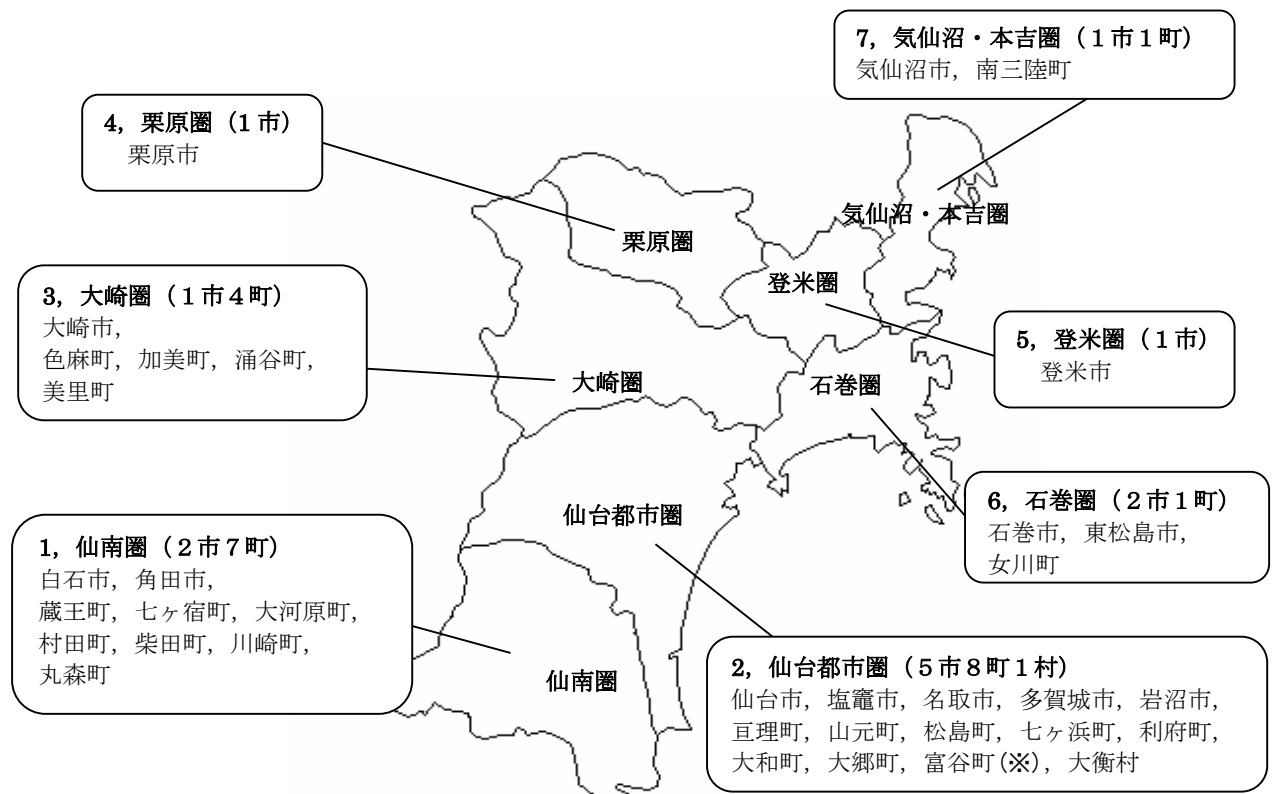 7, 気仙沼・本吉圏（１市１町）
気仙沼市, 南三陸町
4, 栗原圏（１市）
栗原市
気仙沼・本吉圏
栗原圏
登米圏
3, 大崎圏（１市４町）
大崎市,
色麻町, 加美町, 涌谷町,
美里町
5, 登米圏（１市）
登米市
大崎圏
石巻圏
6, 石巻圏（２市１町）
石巻市, 東松島市,
女川町
仙台都市圏
1, 仙南圏（２市７町）
白石市, 角田市,
蔵王町, 七ヶ宿町, 大河原町,
村田町, 柴田町, 川崎町,
丸森町
仙南圏
2, 仙台都市圏（５市８町１村）
仙台市, 塩竈市, 名取市, 多賀城市, 岩沼市,
亘理町, 山元町, 松島町, 七ヶ浜町, 利府町,
大和町, 大郷町, 富谷町(※), 大衡村